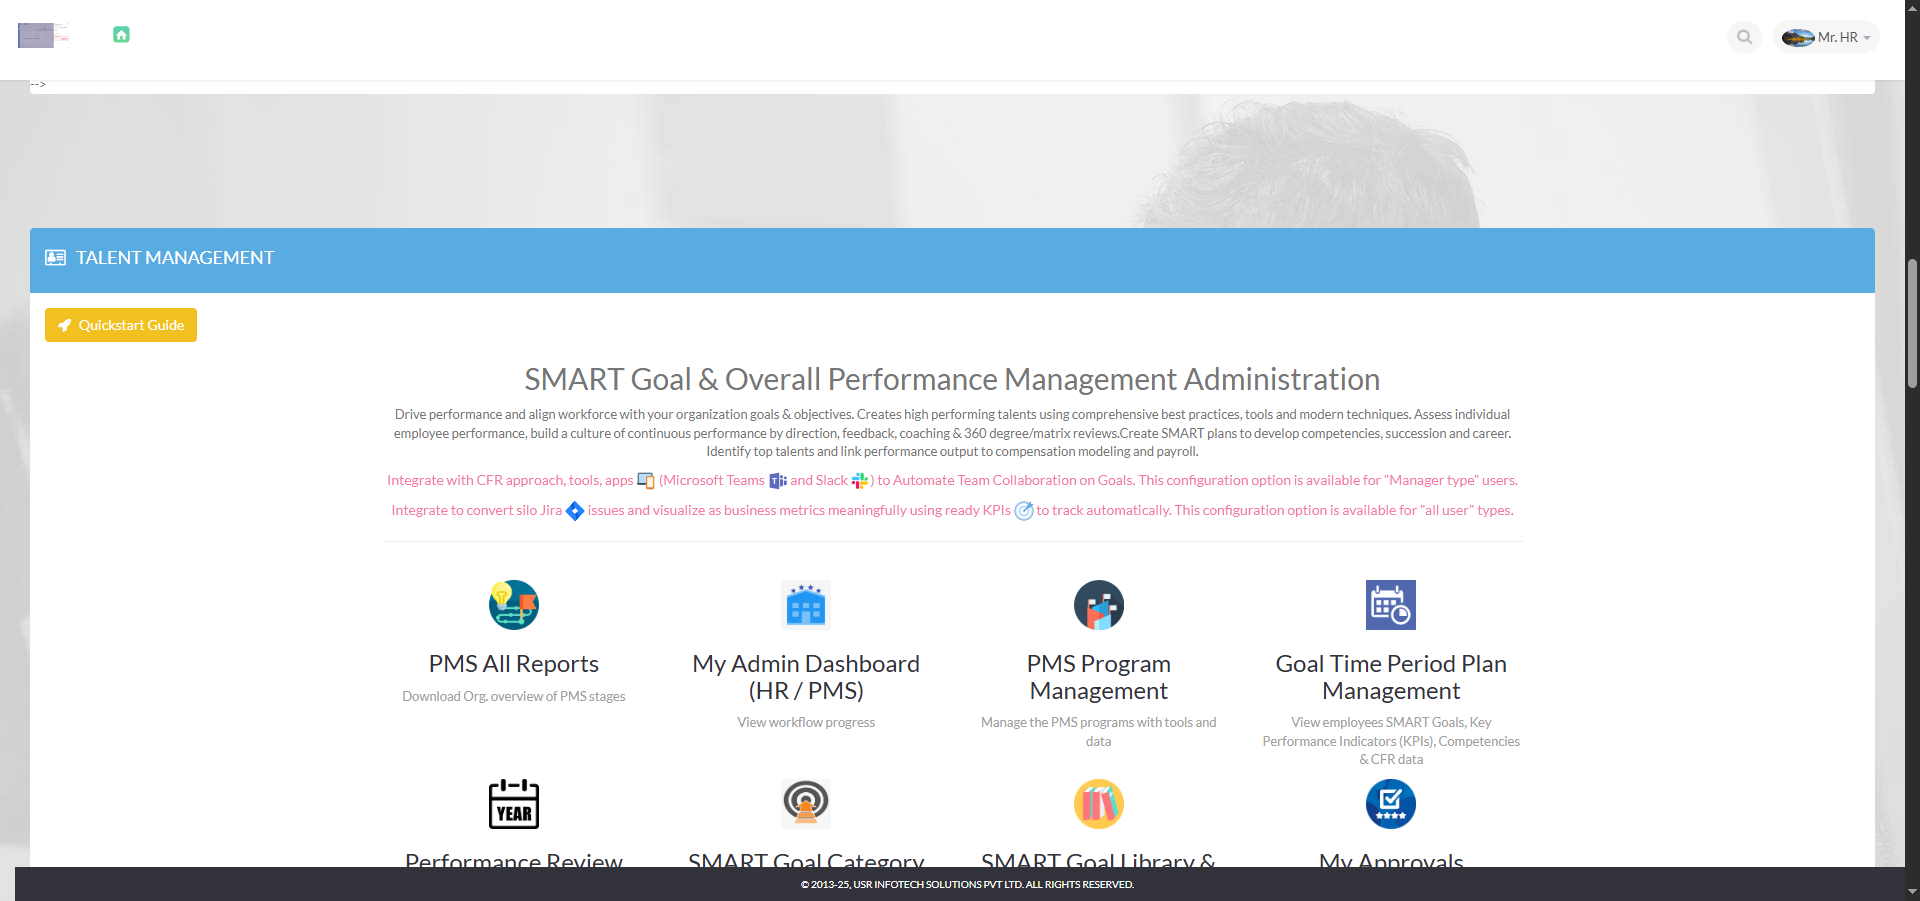 Mr. HR
-->
TALENT MANAGEMENT
Quickstart Guide
SMART Goal & Overall Performance Management Administration
Drive performance and align workforce with your organization goals & objectives. Creates high performing talents using comprehensive best practices, tools and modern techniques. Assess individual
employee performance, build a culture of continuous performance by direction, feedback, coaching & 360 degree/matrix reviews.Create SMART plans to develop competencies, succession and career.
Identify top talents and link performance output to compensation modeling and payroll.
Integrate with CFR approach, tools, apps (Microsoft Teams and Slack ) to Automate Team Collaboration on Goals. This configuration option is available for "Manager type" users.
Integrate to convert silo Jira issues and visualize as business metrics meaningfully using ready KPIs to track automatically. This configuration option is available for "all user" types.
PMS All Reports
Download Org. overview of PMS stages
My Admin Dashboard
(HR / PMS)
View workflow progress
PMS Program
Management
Manage the PMS programs with tools and
data
Goal Time Period Plan
Management
View employees SMART Goals, Key
Performance Indicators (KPIs), Competencies
& CFR data
YEAR
Performance Review
SMART Goal Category
SMART Goal Library &
My Approvals
© 2013-25, USR INFOTECH SOLUTIONS PVT LTD. ALL RIGHTS RESERVED.